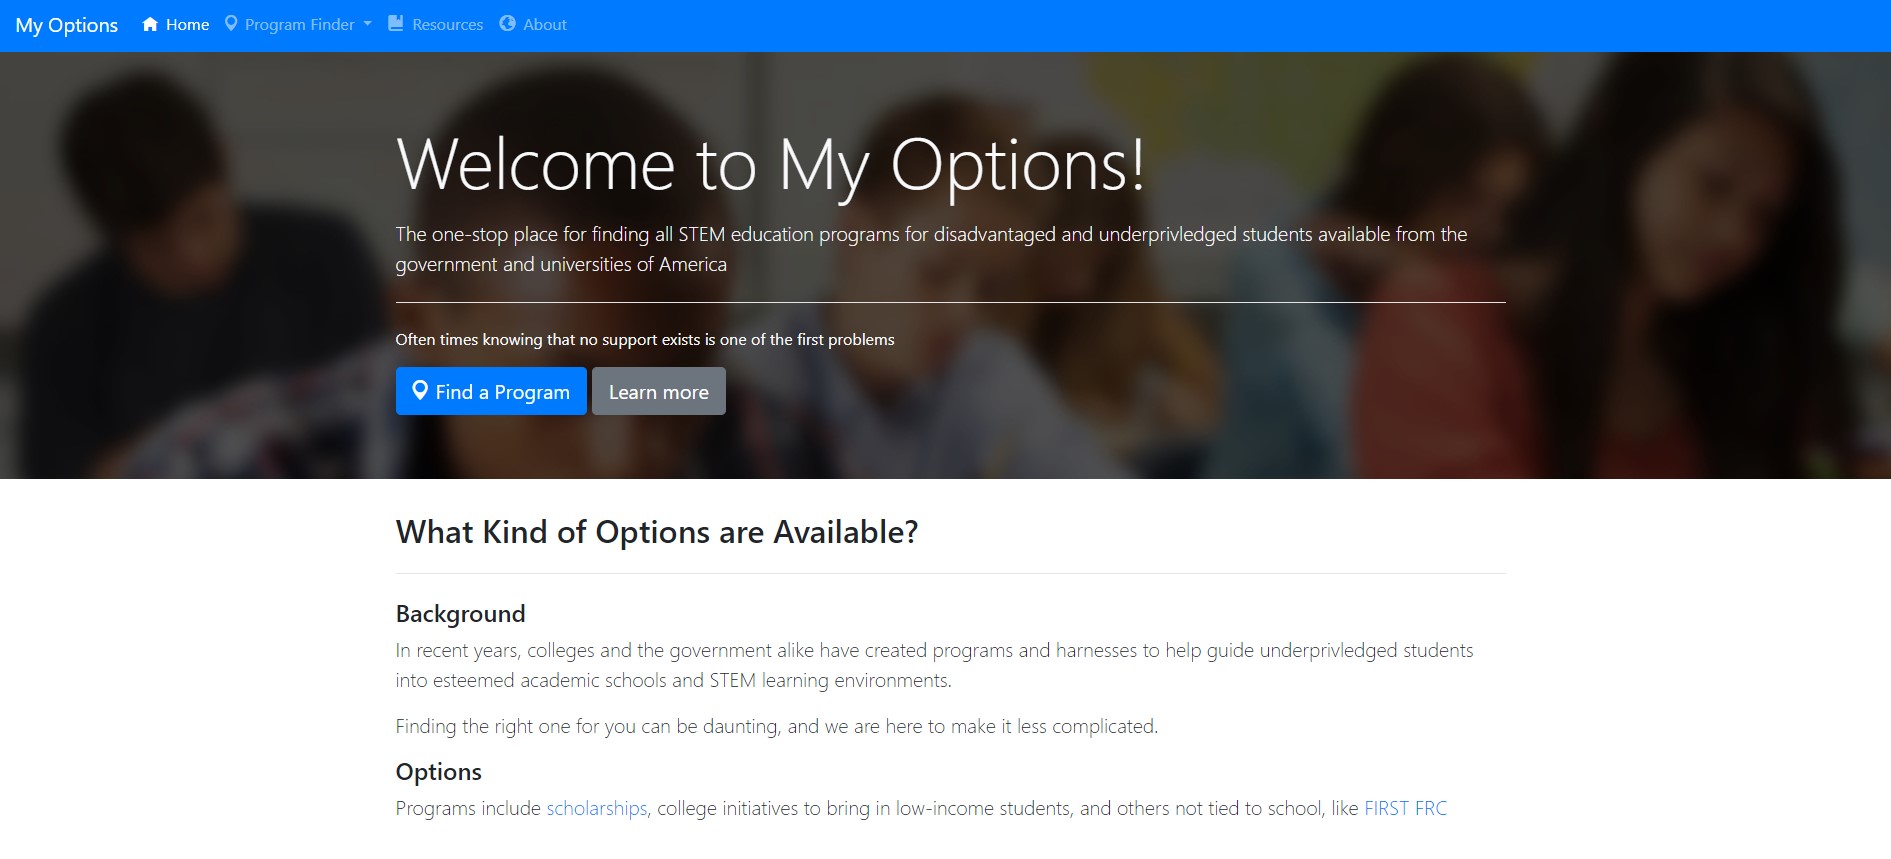 My Options Home Program Finder Resources About
Welcome to My Options!
The one-stop place for finding all STEM education programs for disadvantaged and underprivledged students available from the
government and universities of America
Often times knowing that no support exists is one of the first problems
Find a Program Learn more
What Kind of Options are Available?
Background
In recent years, colleges and the government alike have created programs and harnesses to help guide underprivledged students
into esteemed academic schools and STEM learning environments.
Finding the right one for you can be daunting, and we are here to make it less complicated.
Options
Programs include scholarships, college initiatives to bring in low-income students, and others not tied to school, like FIRST FRC